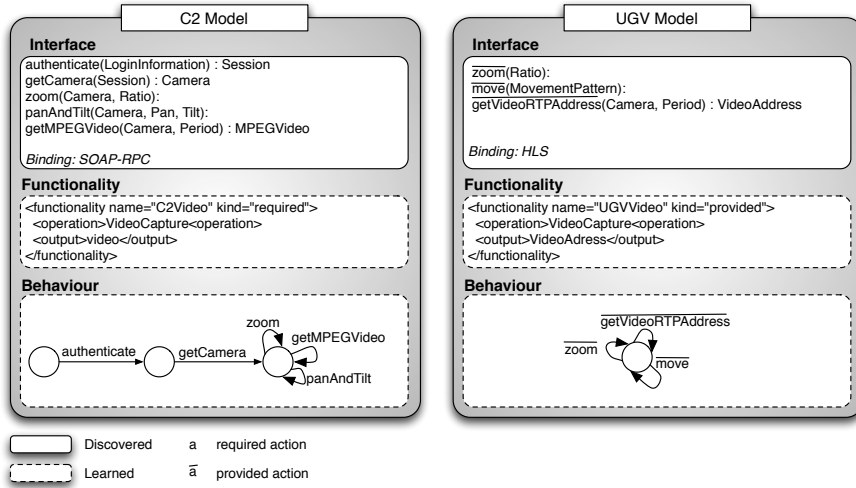 C2 Model
Interface
authenticate(LoginInformation) : Session
getCamera(Session) : Camera
zoom(Camera, Ratio):
panAndTilt(Camera, Pan, Tilt):
getMPEGVideo(Camera, Period) : MPEGVideo
Binding: SOAP-RPC
Functionality
<functionality name="C2Video" kind="required">
<operation>VideoCapture<operation>
<output>video</output>
</functionality>
Behaviour
authenticate
getCamera
zoom
getMPEGVideo
panAndTilt
UGV Model
Interface
zoom(Ratio):
move(MovementPattern):
getVideoRTPAddress(Camera, Period) : VideoAddress
Binding: HLS
Functionality
<functionality name="UGVVideo" kind="provided">
<operation>VideoCapture<operation>
<output>VideoAdress</output>
</functionality>
Behaviour
getVideoRTPAddress
zoom
move
Discovered
a required action
Learned
a̅ provided action